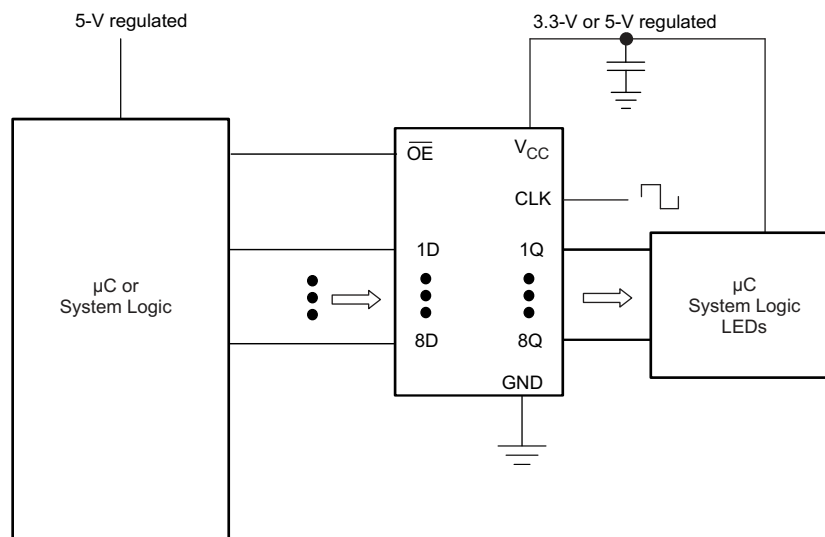 5-V regulated
3.3-V or 5-V regulated
OE
VCC
CLK
1D
1Q
µC or
System Logic
µC
System Logic
LEDs
8D
8Q
GND